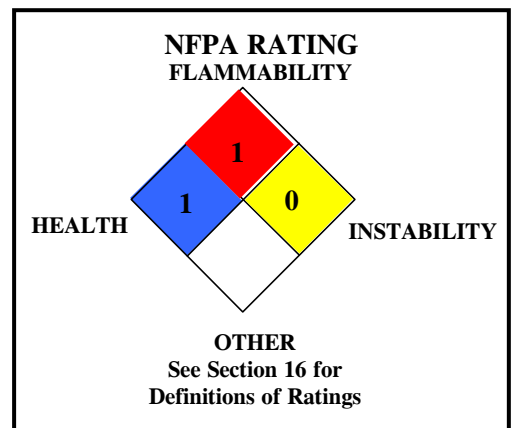 NFPA RATING
FLAMMABILITY
1
1
0
HEALTH
INSTABILITY
OTHER
See Section 16 for
Definitions of Ratings